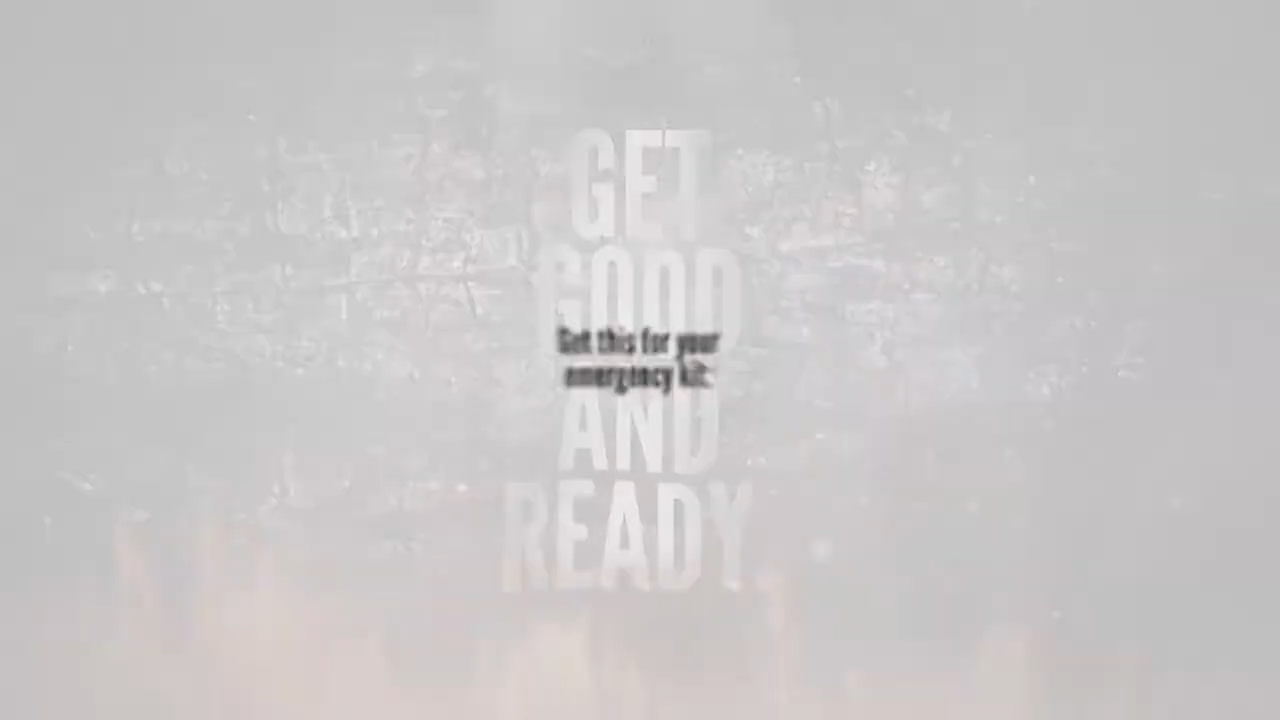 GET
GOOD
Get this for your
emergency kit:
AND
READY